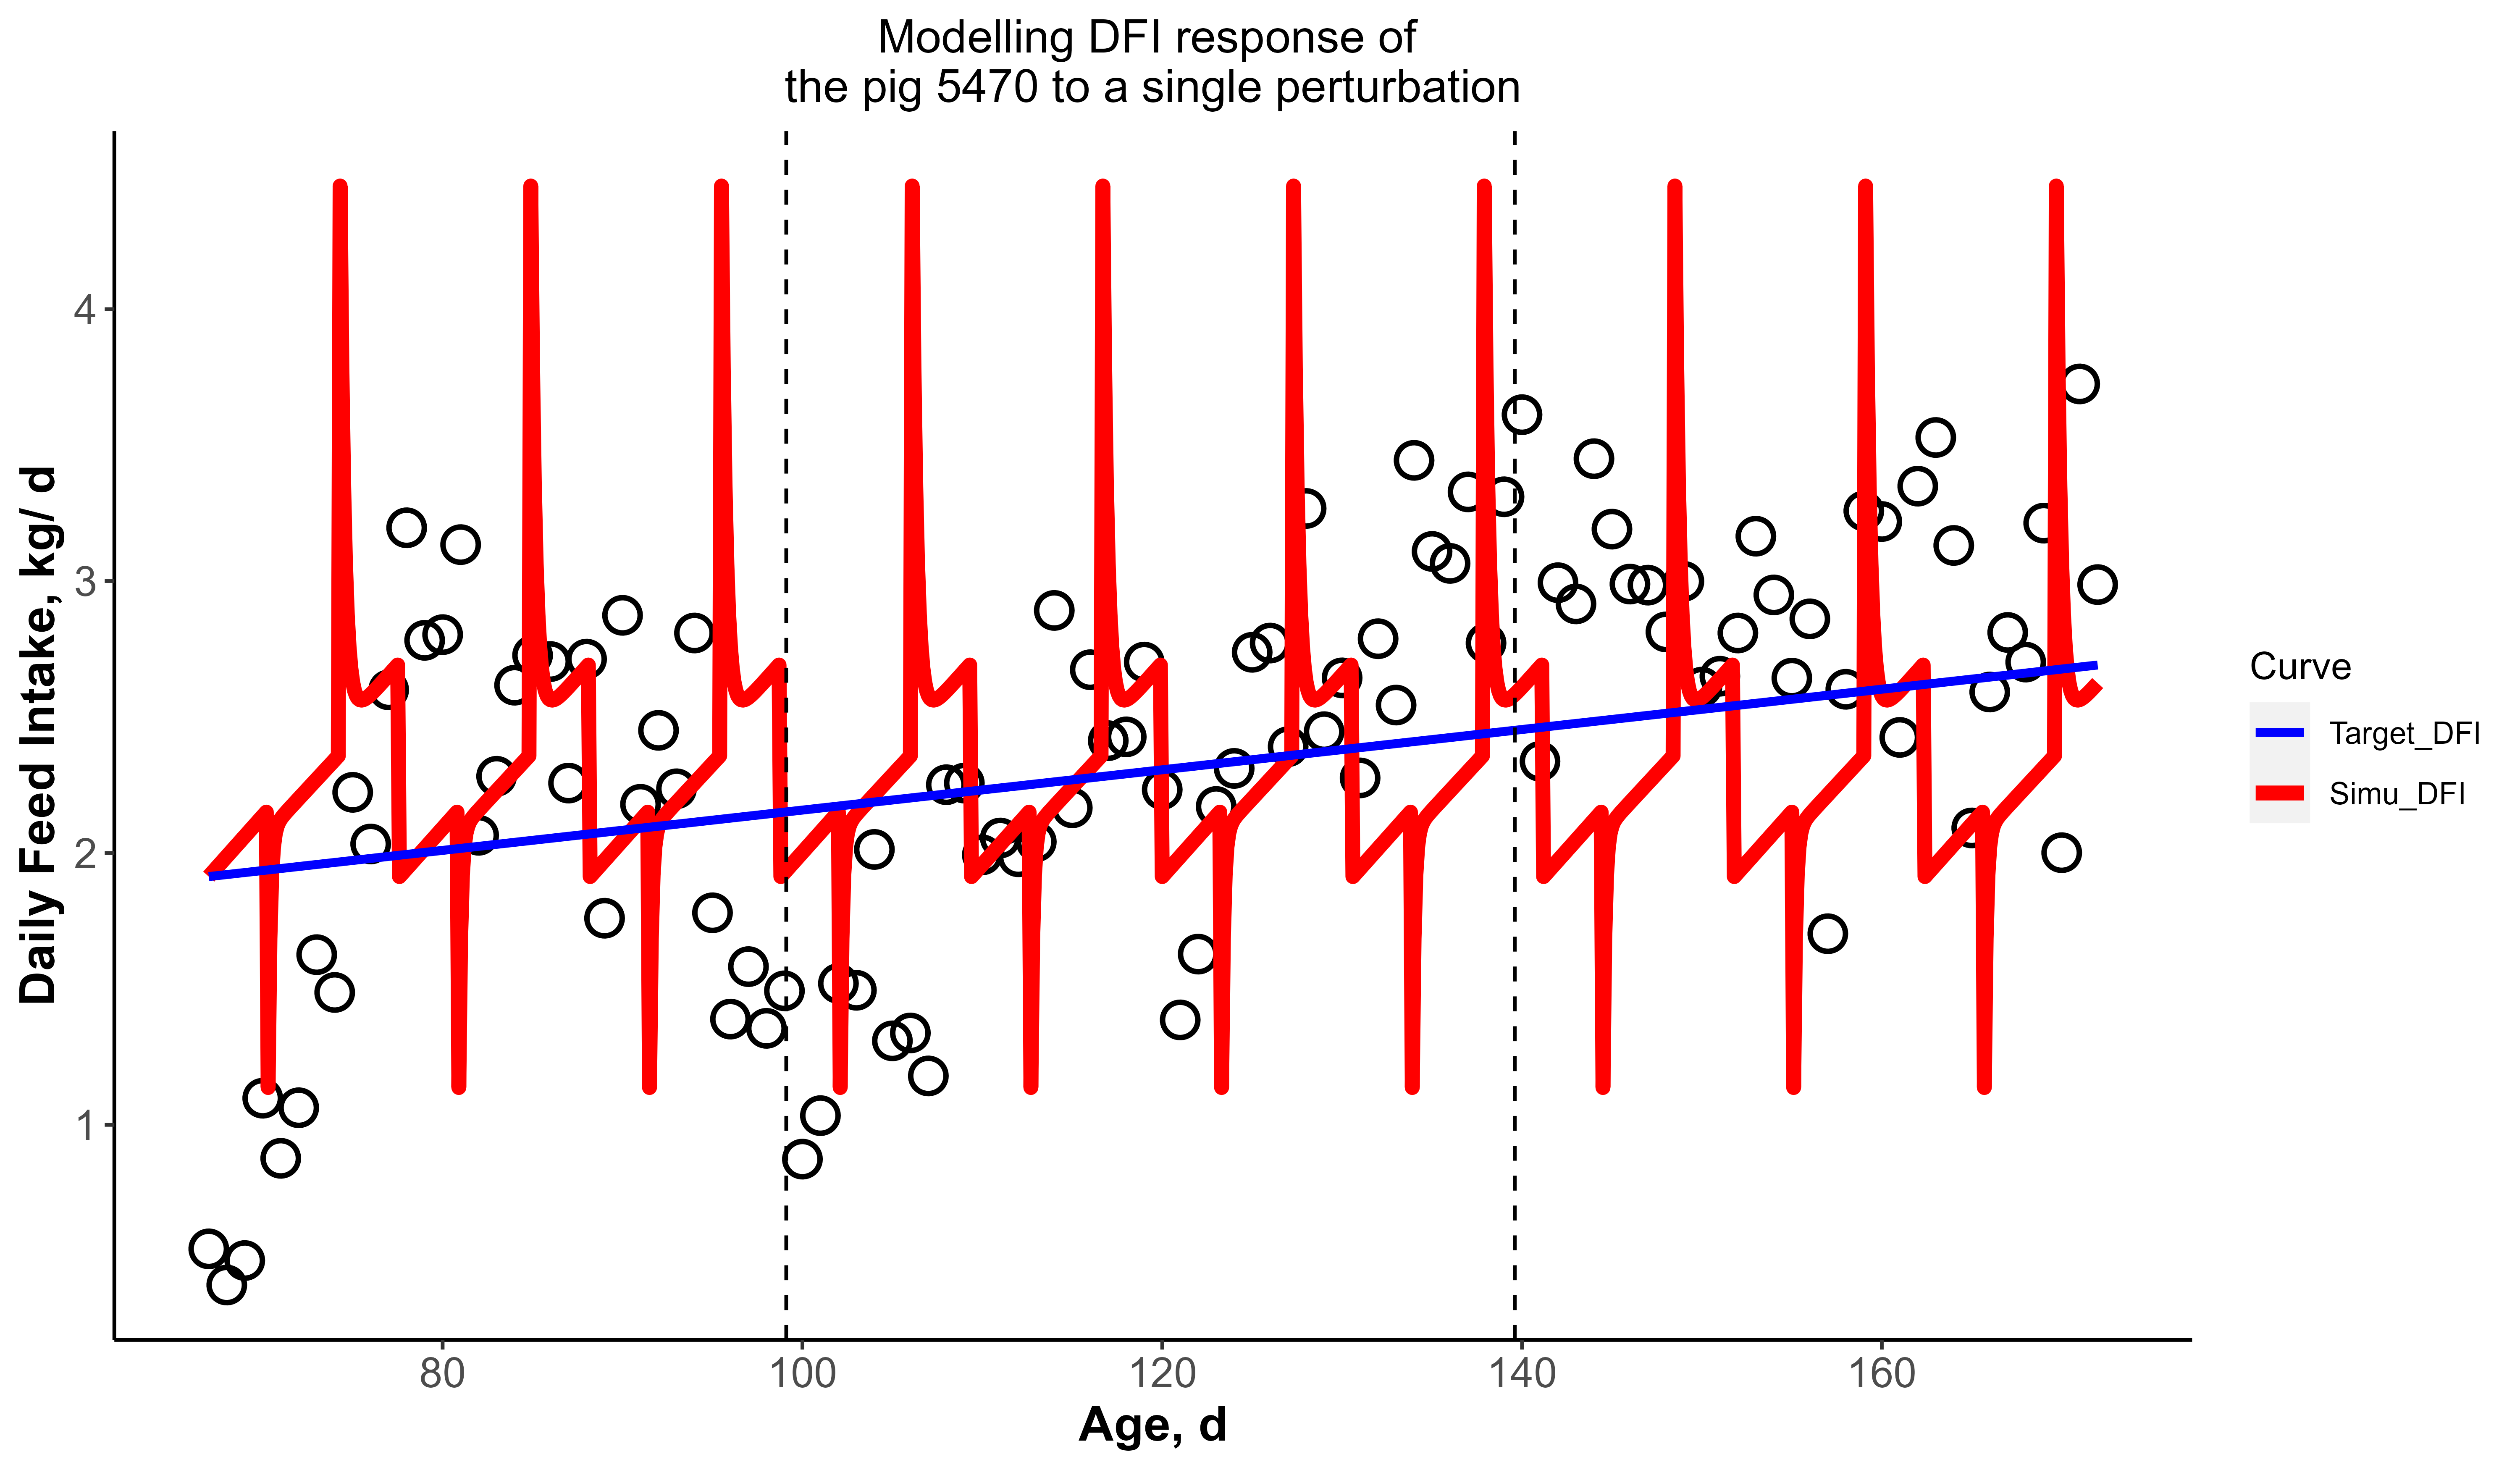 Modelling DFI response of
the pig 5470 to a single perturbation
Daily Feed Intake, kg/ d
4
3
2
1
80
100
120
140
160
Age, d
Curve
Target_DFI
Simu_DFI